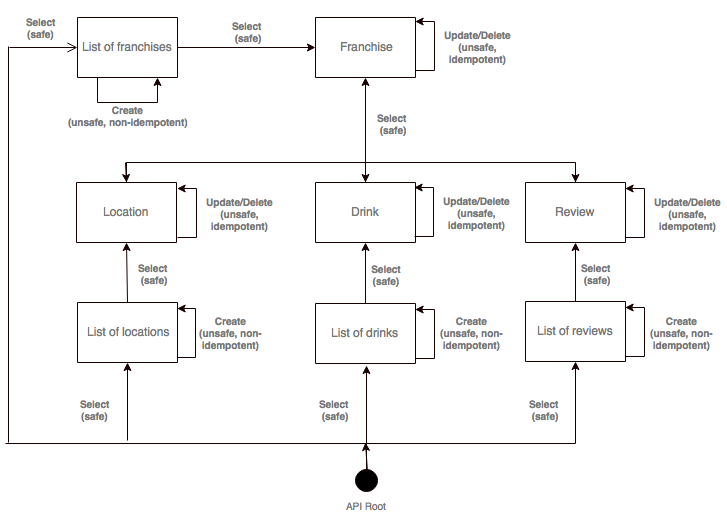 Select
(safe)
List of franchises
Select
(safe)
Franchise
Update/Delete
(unsafe,
idempotent)
Create
(unsafe, non-idempotent)
Select
(safe)
Location
Update/Delete
(unsafe,
idempotent)
Drink
Update/Delete
(unsafe,
idempotent)
Review
Update/Delete
(unsafe,
idempotent)
Select
(safe)
Select
(safe)
Select
(safe)
List of locations
Create
(unsafe, non-
idempotent)
List of drinks
Create
(unsafe, non-
idempotent)
List of reviews
Create
(unsafe, non-
idempotent)
Select
(safe)
Select
(safe)
Select
(safe)
API Root